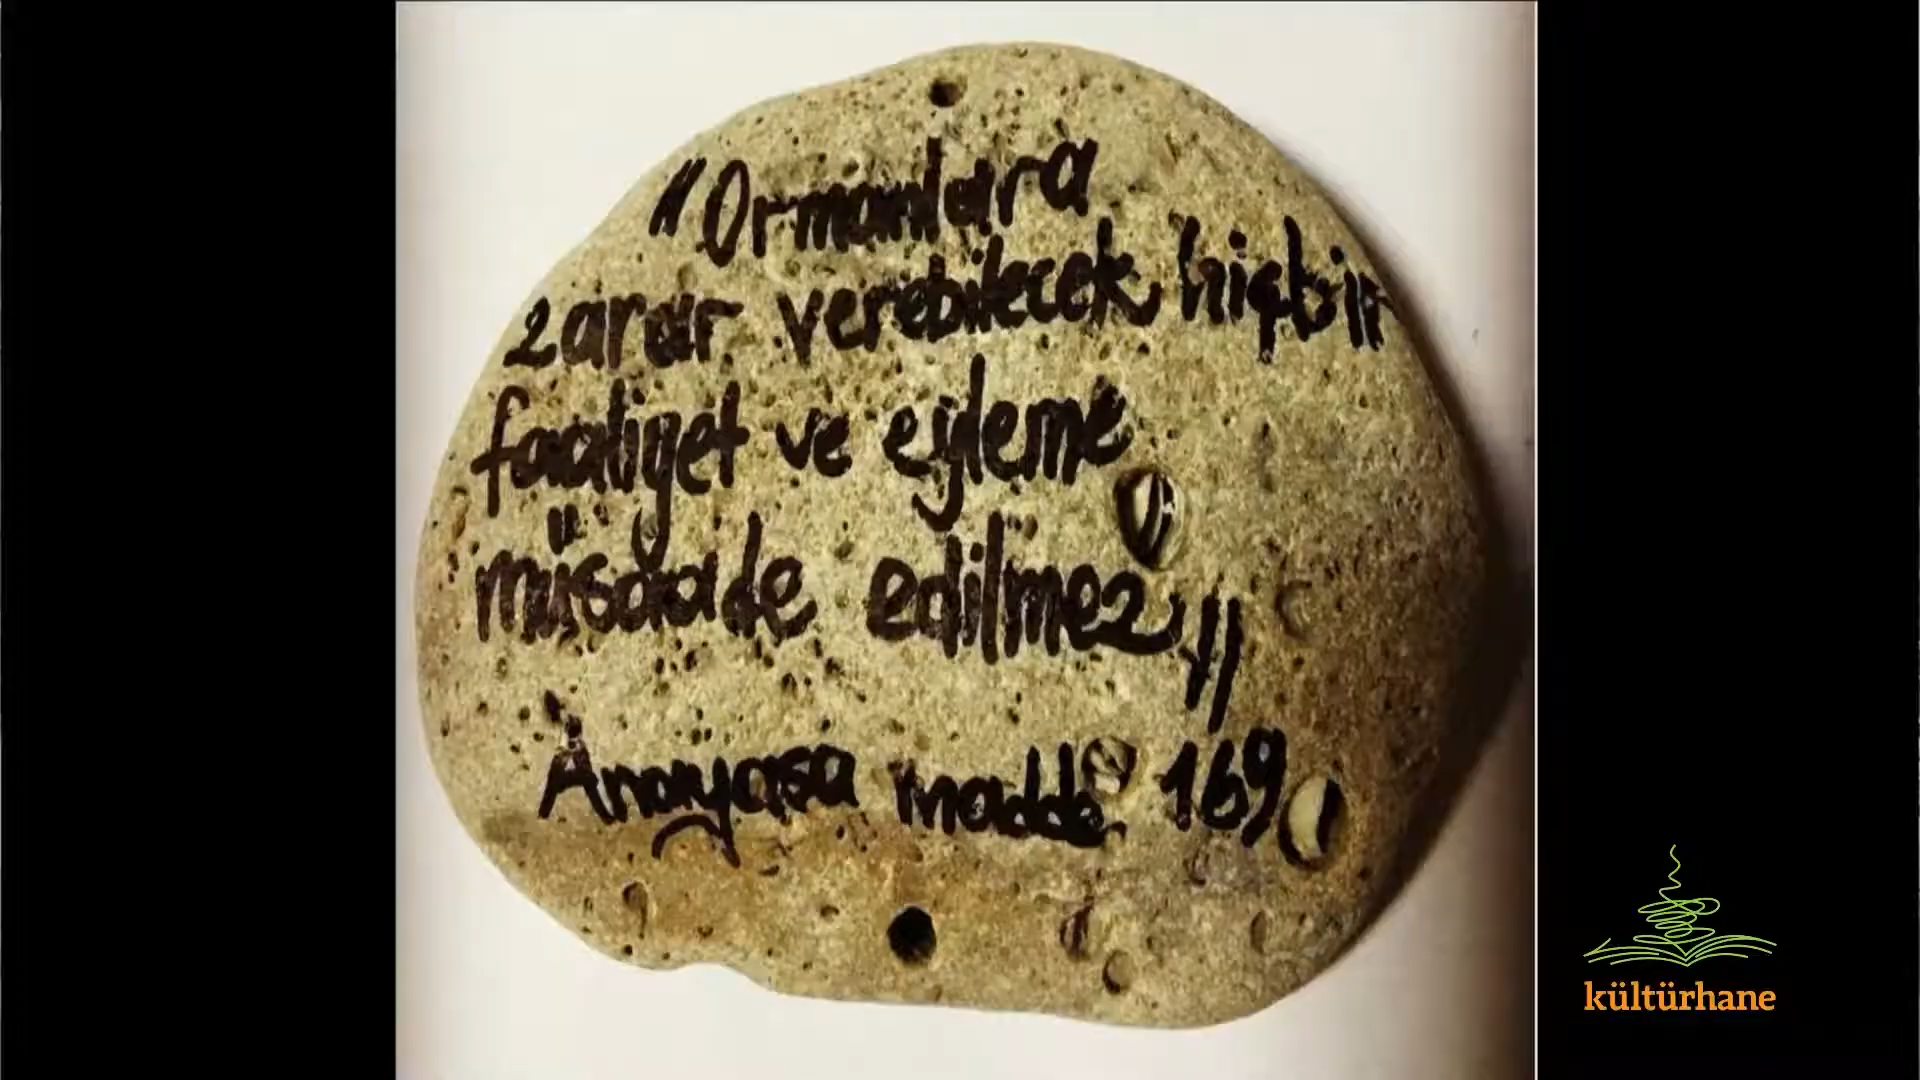 "Ormanlara
zarar verebilecek hiçbir
faaliyet ve eyleme
müsaade edilmez"
Anayasa madde 169
kültürhane